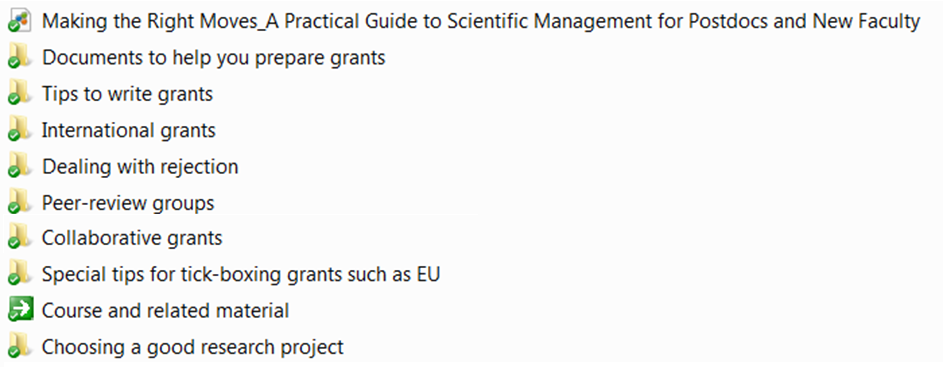 Making the Right Moves_A Practical Guide to Scientific Management for Postdocs and New Faculty
Documents to help you prepare grants
Tips to write grants
International grants
Dealing with rejection
Peer-review groups
Collaborative grants
Special tips for tick-boxing grants such as EU
Course and related material
Choosing a good research project